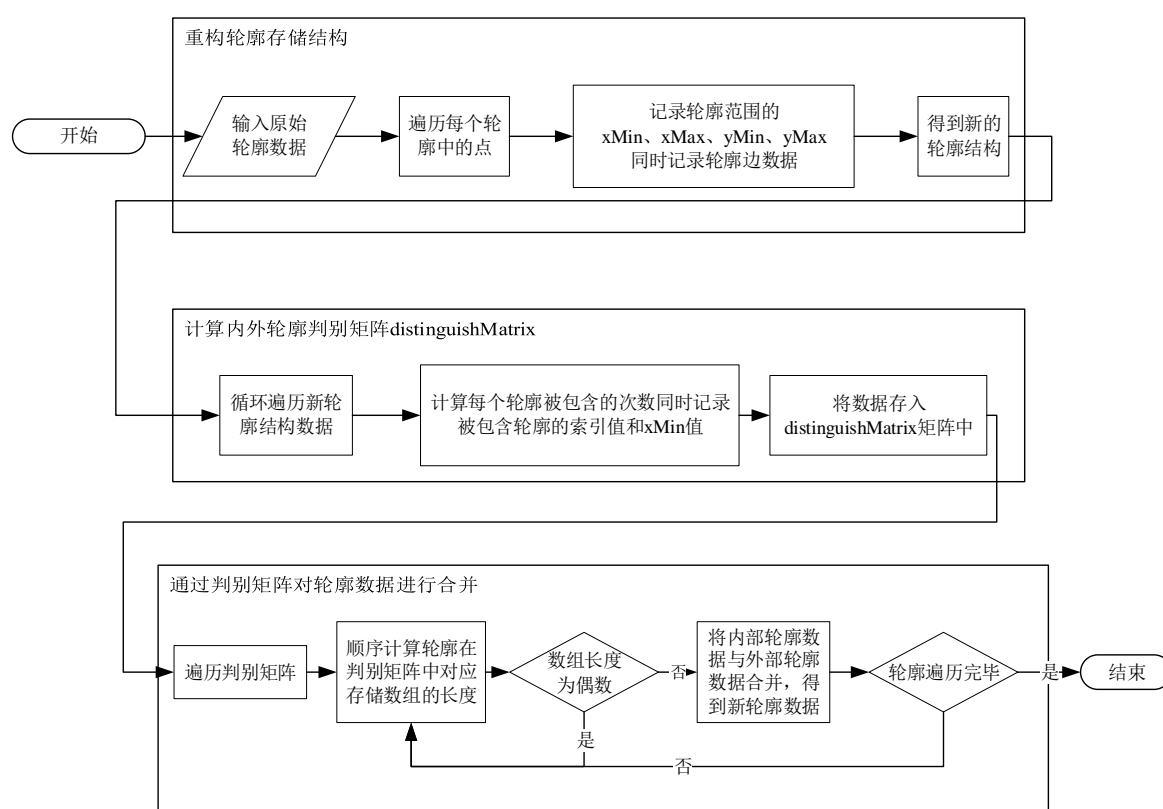 重构轮廓存储结构
开始
输入原始
轮廓数据
遍历每个轮
廓中的点
记录轮廓范围的
xMin、xMax、yMin、yMax
同时记录轮廓边数据
得到新的
轮廓结构
计算内外轮廓判别矩阵distinguishMatrix
循环遍历新轮
廓结构数据
计算每个轮廓被包含的次数同时记录
被包含轮廓的索引值和xMin值
将数据存入
distinguishMatrix矩阵中
通过判别矩阵对轮廓数据进行合并
遍历判别矩阵
顺序计算轮廓在
判别矩阵中对应
存储数组的长度
数组长度
为偶数
否
将内部轮廓数
据与外部轮廓
数据合并，得
到新轮廓数据
轮廓遍历完毕
是
结束
是
否